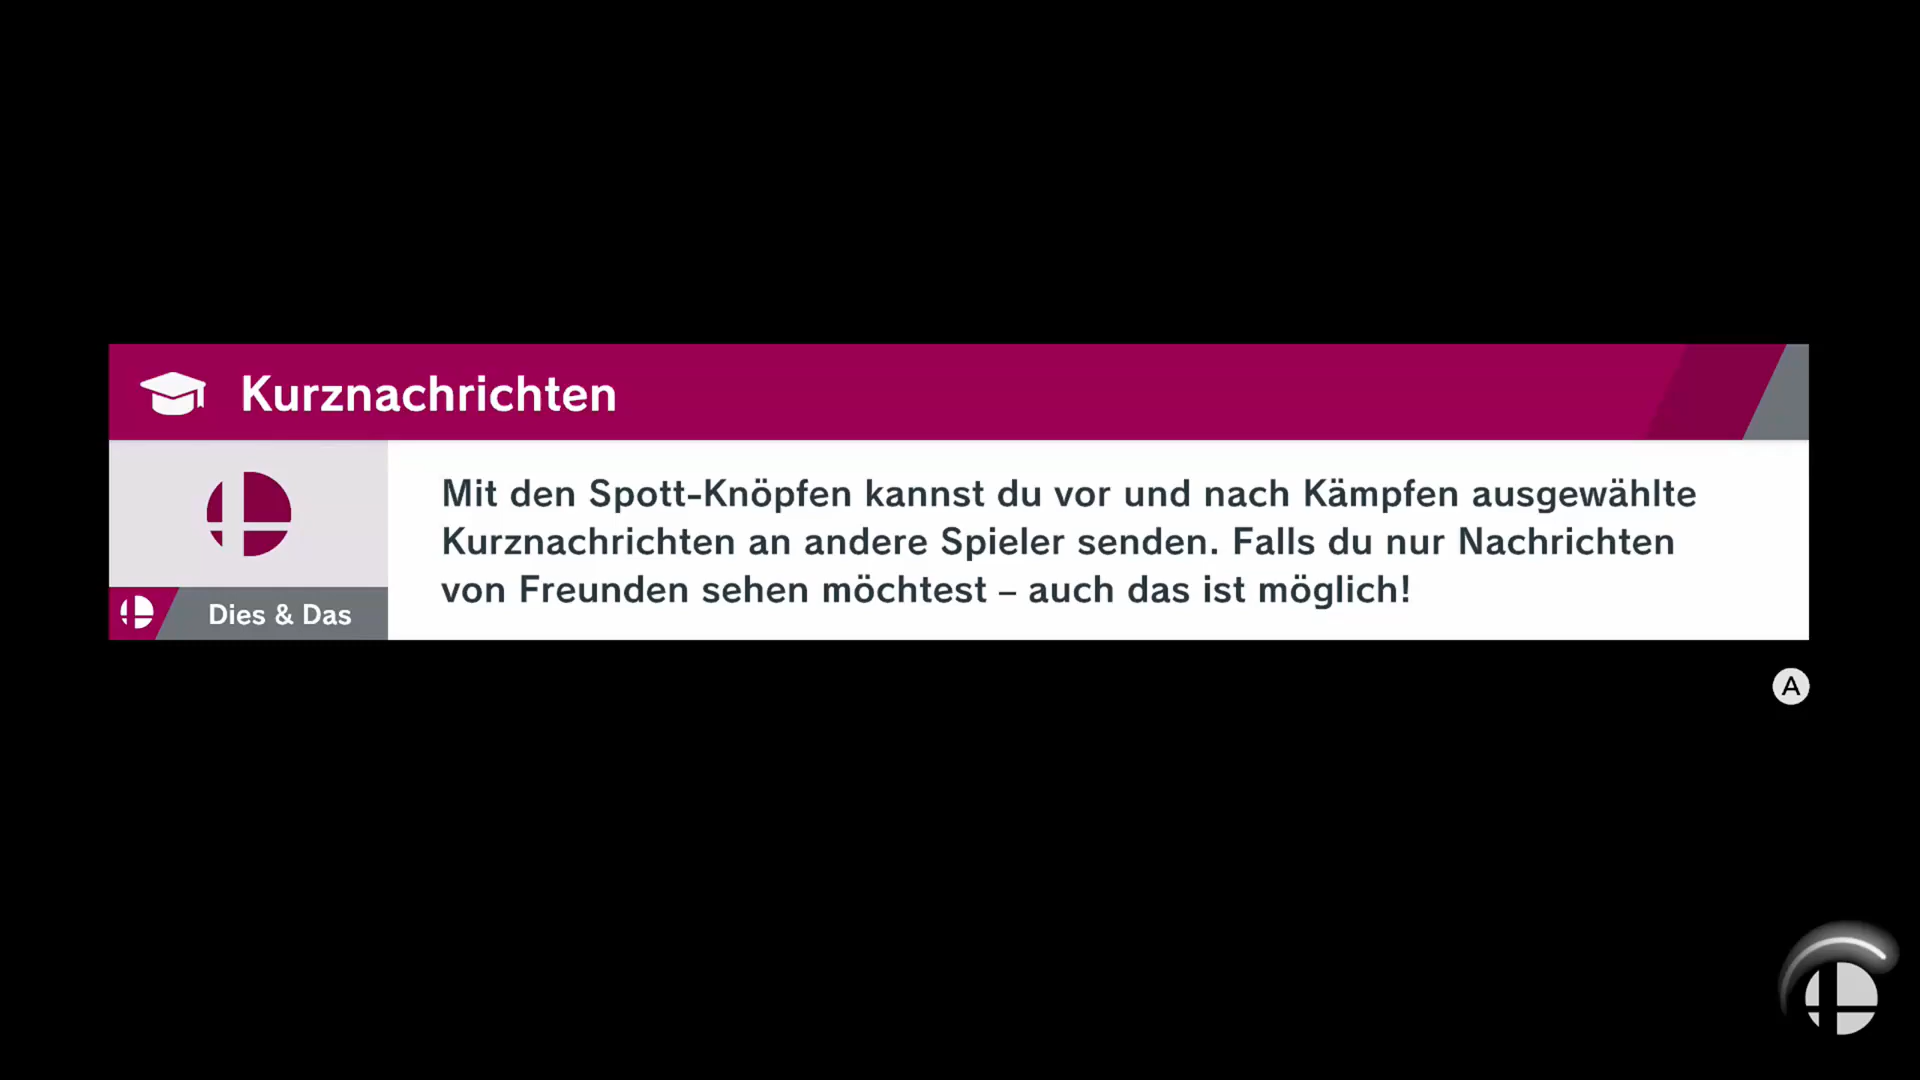 Kurznachrichten
Mit den Spott-Knöpfen kannst du vor und nach Kämpfen ausgewählte
Kurznachrichten an andere Spieler senden. Falls du nur Nachrichten
von Freunden sehen möchtest – auch das ist möglich!
Dies & Das
A